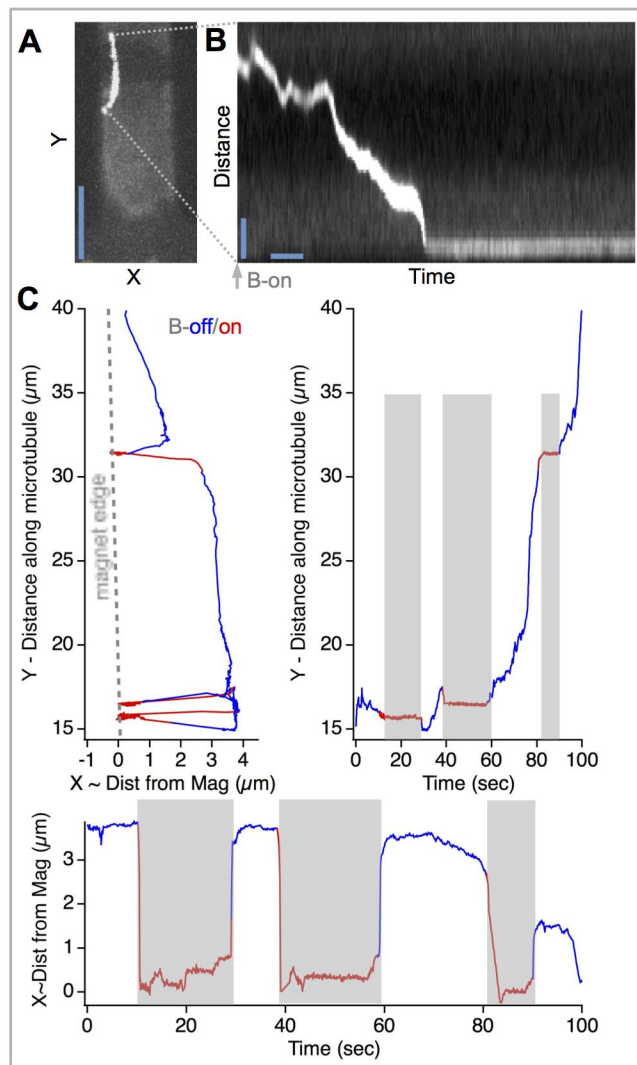 A
B
Y
Distance
X
B-on
Time
C
B-off/on
40
35
30
25
20
15
Y - Distance along microtubule (µm)
magnet edge
-1 0 1 2 3 4
X ~ Dist from Mag (µm)
40
35
30
25
20
15
Y - Distance along microtubule (µm)
0 20 40 60 80 100
Time (sec)
3
2
1
0
X~Dist from Mag (µm)
0 20 40 60 80 100
Time (sec)